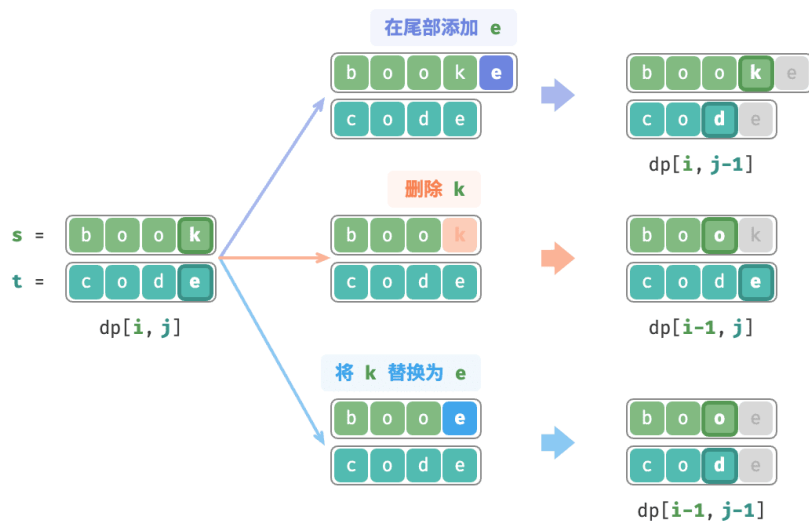 在尾部添加 e
b o o k e
c o d e
b o o k e
c o d e
dp[i, j-1]
删除 k
s = b o o k
t = c o d e
dp[i, j]
b o o k
c o d e
b o o k
c o d e
dp[i-1, j]
将 k 替换为 e
b o o e
c o d e
b o o e
c o d e
dp[i-1, j-1]